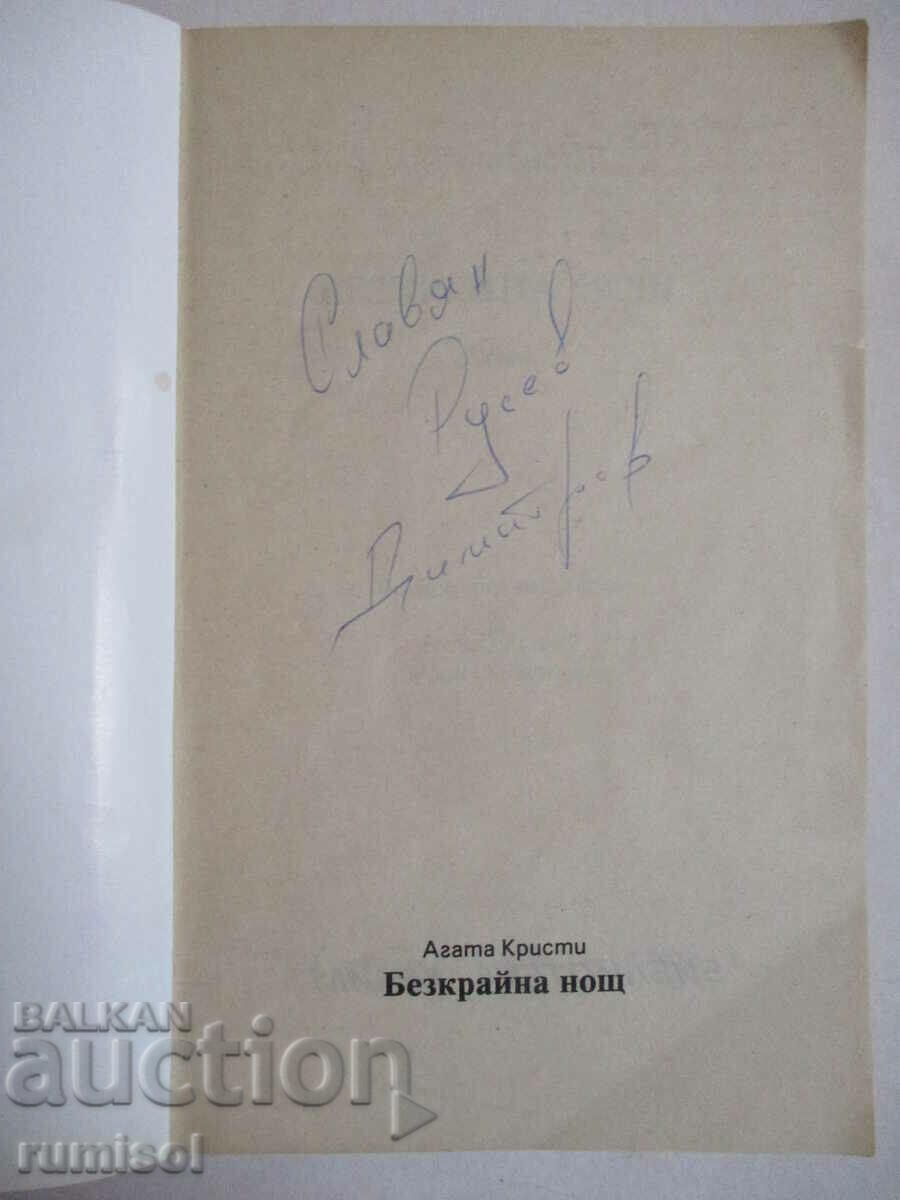 Славян
Русев
Димитров
Агата Кристи
Безкрайна нощ
BALKAN
auction
rumisol